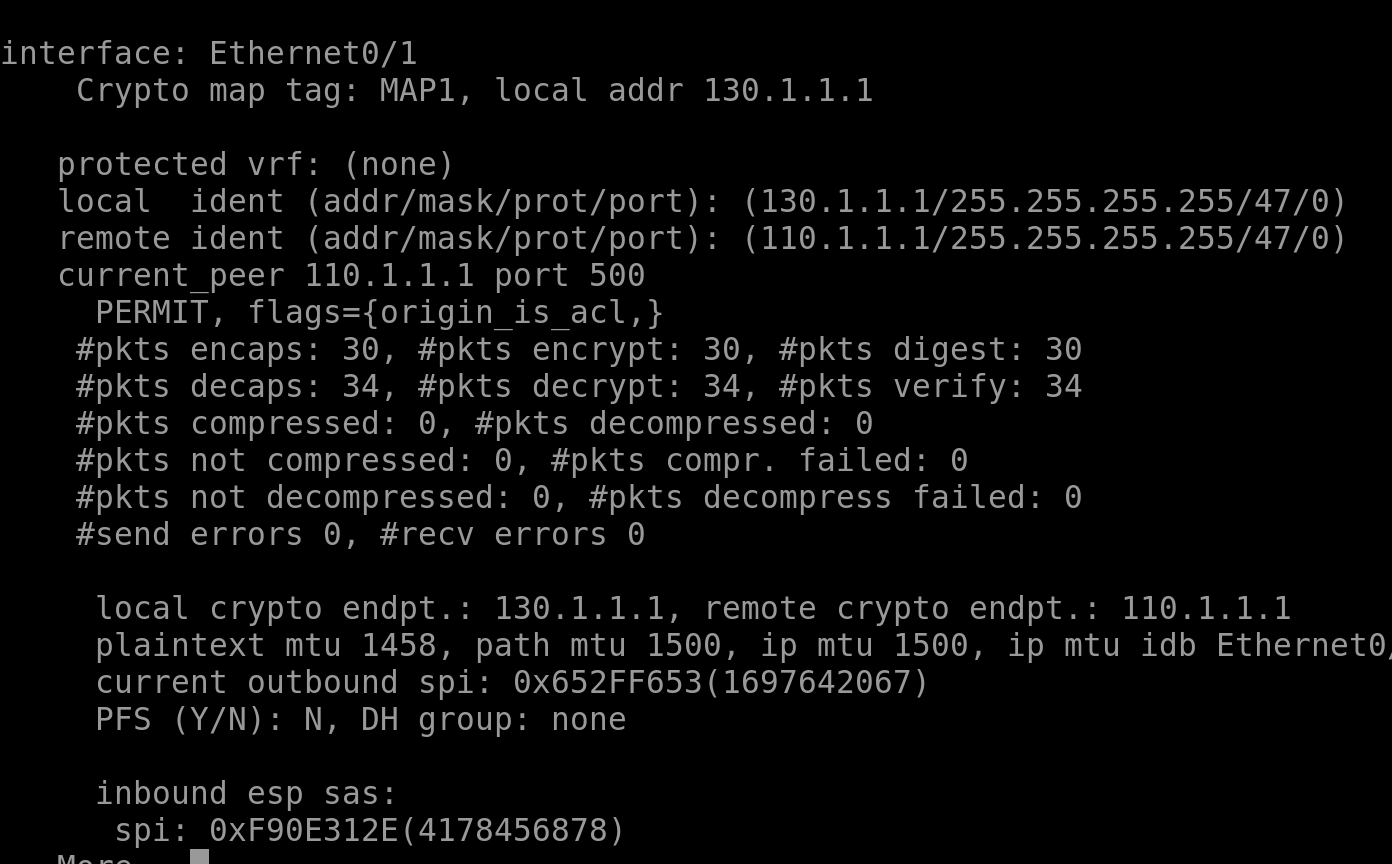 interface: Ethernet0/1
    Crypto map tag: MAP1, local addr 130.1.1.1

   protected vrf: (none)
   local  ident (addr/mask/prot/port): (130.1.1.1/255.255.255.255/47/0)
   remote ident (addr/mask/prot/port): (110.1.1.1/255.255.255.255/47/0)
   current_peer 110.1.1.1 port 500
     PERMIT, flags={origin_is_acl,}
    #pkts encaps: 30, #pkts encrypt: 30, #pkts digest: 30
    #pkts decaps: 34, #pkts decrypt: 34, #pkts verify: 34
    #pkts compressed: 0, #pkts decompressed: 0
    #pkts not compressed: 0, #pkts compr. failed: 0
    #pkts not decompressed: 0, #pkts decompress failed: 0
    #send errors 0, #recv errors 0

     local crypto endpt.: 130.1.1.1, remote crypto endpt.: 110.1.1.1
     plaintext mtu 1458, path mtu 1500, ip mtu 1500, ip mtu idb Ethernet0/
     current outbound spi: 0x652FF653(1697642067)
     PFS (Y/N): N, DH group: none

     inbound esp sas:
      spi: 0xF90E312E(4178456878)
   More